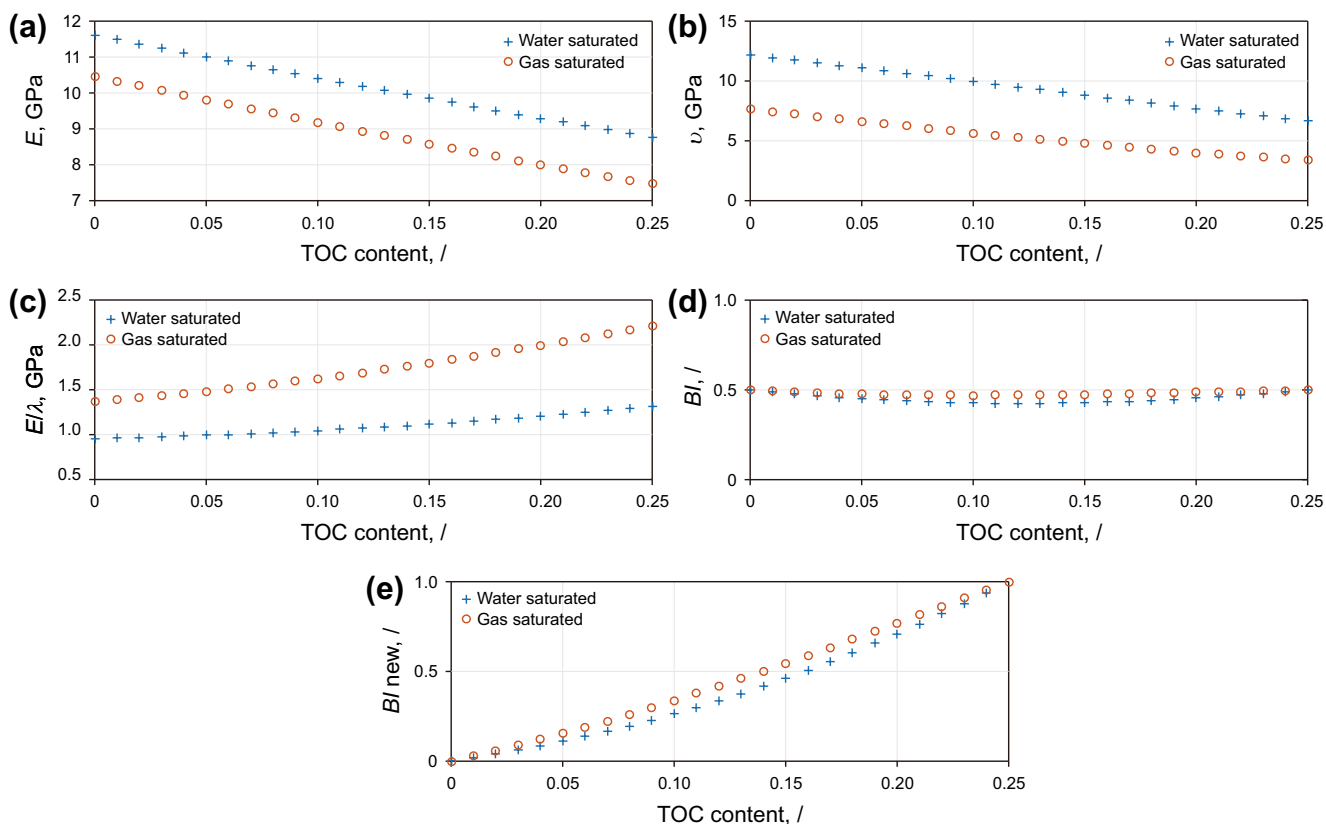 (a)
12
11
10
9
8
7
E, GPa
Water saturated
Gas saturated
0 0.05 0.10 0.15 0.20 0.25
TOC content, /
(b)
15
10
5
0
υ, GPa
Water saturated
Gas saturated
0 0.05 0.10 0.15 0.20 0.25
TOC content, /
(c)
2.5
2.0
1.5
1.0
0.5
E/λ, GPa
Water saturated
Gas saturated
0 0.05 0.10 0.15 0.20 0.25
TOC content, /
(d)
1.0
0.5
0
BI, /
Water saturated
Gas saturated
0 0.05 0.10 0.15 0.20 0.25
TOC content, /
(e)
1.0
0.5
0
BI new, /
Water saturated
Gas saturated
0 0.05 0.10 0.15 0.20 0.25
TOC content, /